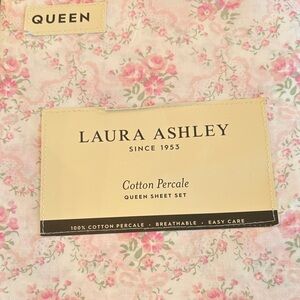 QUEEN
LAURA ASHLEY
SINCE 1953
Cotton Percale
QUEEN SHEET SET
100% COTTON PERCALE • BREATHABLE • EASY CARE